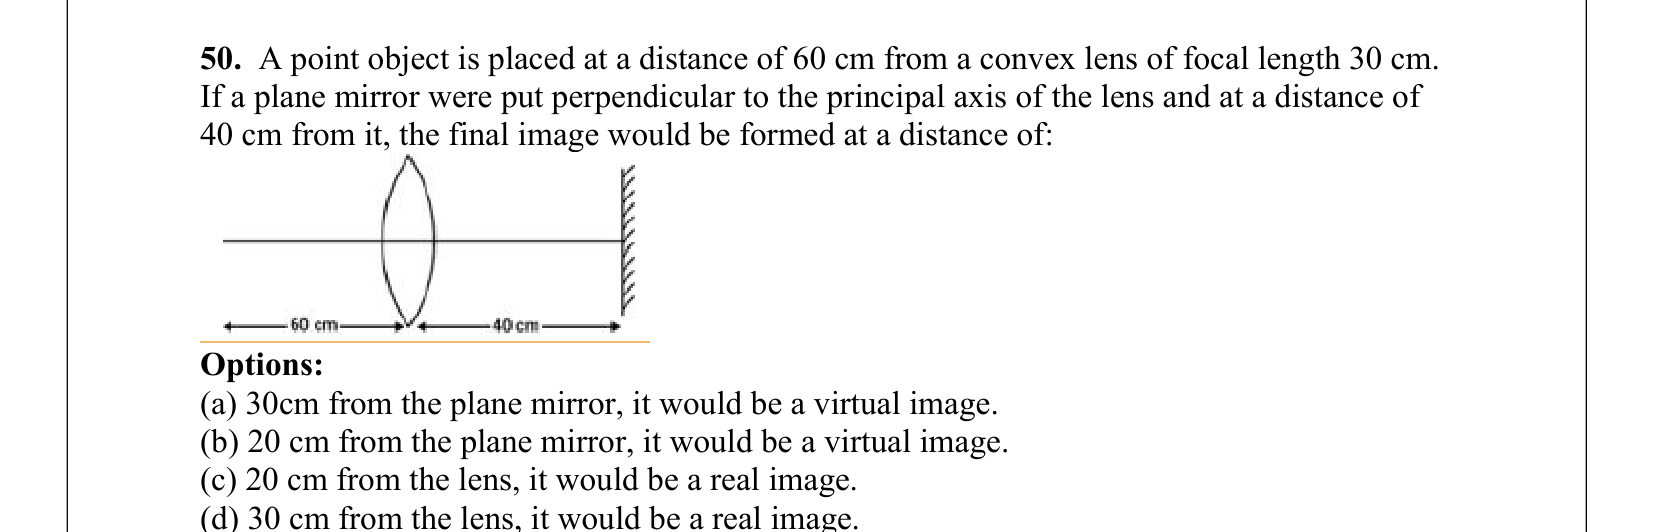 50. A point object is placed at a distance of 60 cm from a convex lens of focal length 30 cm.
If a plane mirror were put perpendicular to the principal axis of the lens and at a distance of
40 cm from it, the final image would be formed at a distance of:
60 cm
40 cm
Options:
(a) 30cm from the plane mirror, it would be a virtual image.
(b) 20 cm from the plane mirror, it would be a virtual image.
(c) 20 cm from the lens, it would be a real image.
(d) 30 cm from the lens, it would be a real image.